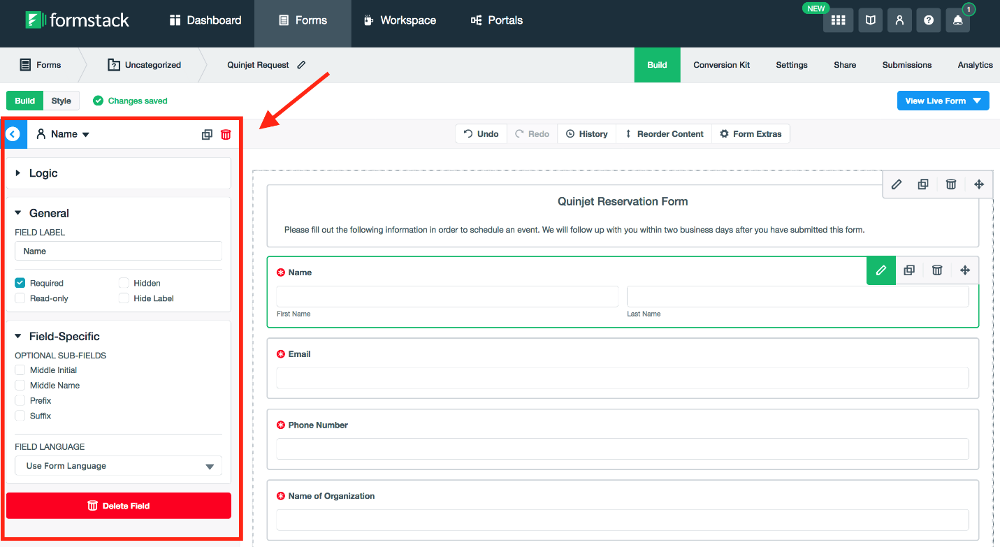 formstack
Dashboard
Forms
Workspace
Portals
NEW
?
1
Forms
? Uncategorized
Quinjet Request
Build
Conversion Kit
Settings
Share
Submissions
Analytics
Build
Style
Changes saved
View Live Form
Name
Undo
Redo
History
Reorder Content
Form Extras
Logic
General
FIELD LABEL
Name
Required
Hidden
Read-only
Hide Label
Field-Specific
OPTIONAL SUB-FIELDS
Middle Initial
Middle Name
Prefix
Suffix
FIELD LANGUAGE
Use Form Language
Delete Field
Quinjet Reservation Form
Please fill out the following information in order to schedule an event. We will follow up with you within two business days after you have submitted this form.
Name
First Name
Last Name
Email
Phone Number
Name of Organization